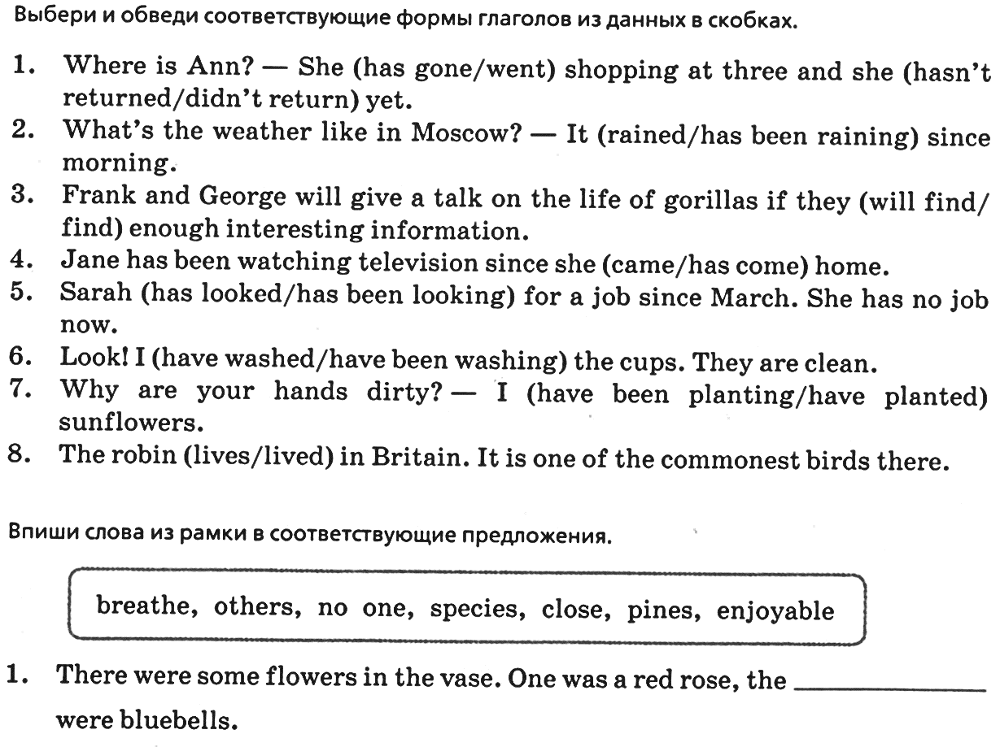 Выбери и обведи соответствующие формы глаголов из данных в скобках.
1. Where is Ann? — She (has gone/went) shopping at three and she (hasn't
returned/didn't return) yet.
2. What's the weather like in Moscow? — It (rained/has been raining) since
morning.
3. Frank and George will give a talk on the life of gorillas if they (will find/
find) enough interesting information.
4. Jane has been watching television since she (came/has come) home.
5. Sarah (has looked/has been looking) for a job since March. She has no job
now.
6. Look! I (have washed/have been washing) the cups. They are clean.
7. Why are your hands dirty? — I (have been planting/have planted)
sunflowers.
8. The robin (lives/lived) in Britain. It is one of the commonest birds there.
Впиши слова из рамки в соответствующие предложения.
breathe, others, no one, species, close, pines, enjoyable
1. There were some flowers in the vase. One was a red rose, the ______
were bluebells.